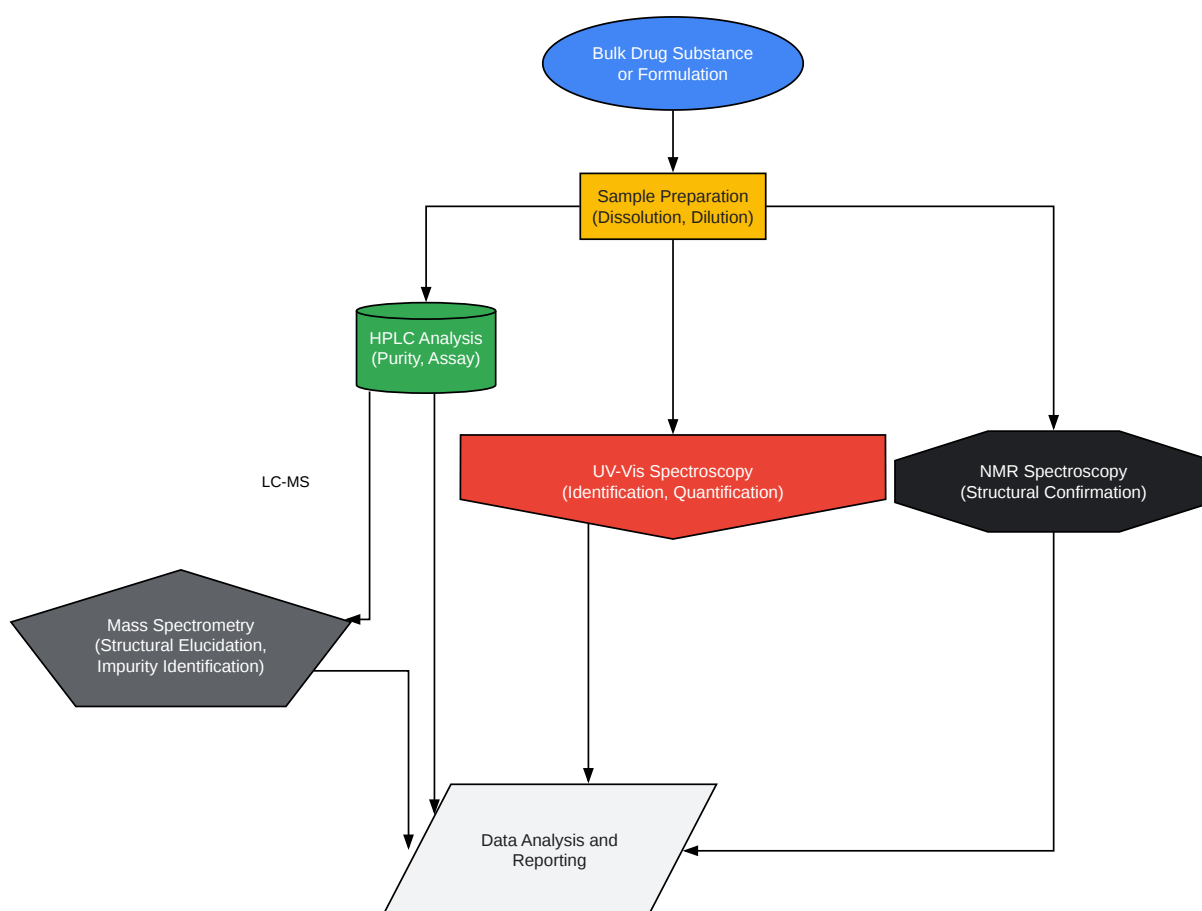 Bulk Drug Substance
or Formulation
Sample Preparation
(Dissolution, Dilution)
HPLC Analysis
(Purity, Assay)
LC-MS
UV-Vis Spectroscopy
(Identification, Quantification)
NMR Spectroscopy
(Structural Confirmation)
Mass Spectrometry
(Structural Elucidation,
Impurity Identification)
Data Analysis and
Reporting